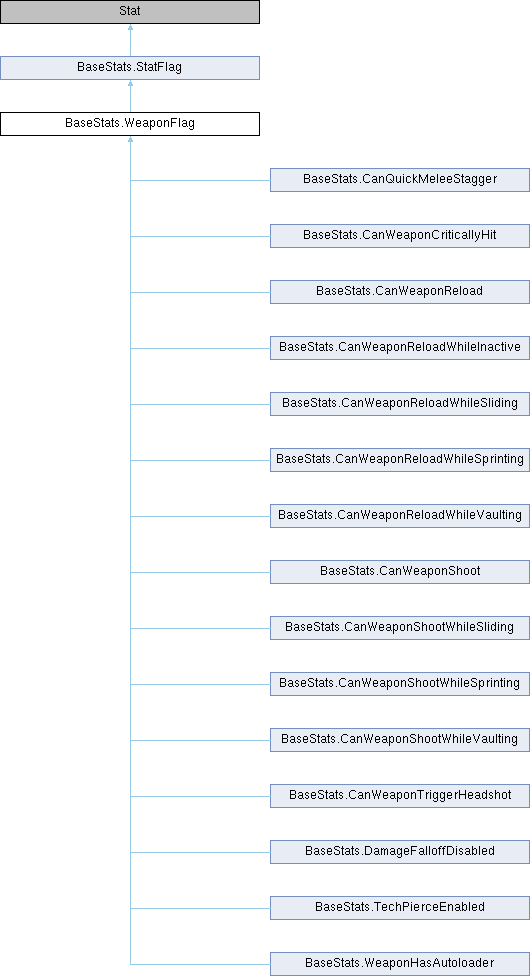 Stat
BaseStats.StatFlag
BaseStats.WeaponFlag
BaseStats.CanQuickMeleeStagger
BaseStats.CanWeaponCriticallyHit
BaseStats.CanWeaponReload
BaseStats.CanWeaponReloadWhileInactive
BaseStats.CanWeaponReloadWhileSliding
BaseStats.CanWeaponReloadWhileSprinting
BaseStats.CanWeaponReloadWhileVaulting
BaseStats.CanWeaponShoot
BaseStats.CanWeaponShootWhileSliding
BaseStats.CanWeaponShootWhileSprinting
BaseStats.CanWeaponShootWhileVaulting
BaseStats.CanWeaponTriggerHeadshot
BaseStats.DamageFalloffDisabled
BaseStats.TechPierceEnabled
BaseStats.WeaponHasAutoloader